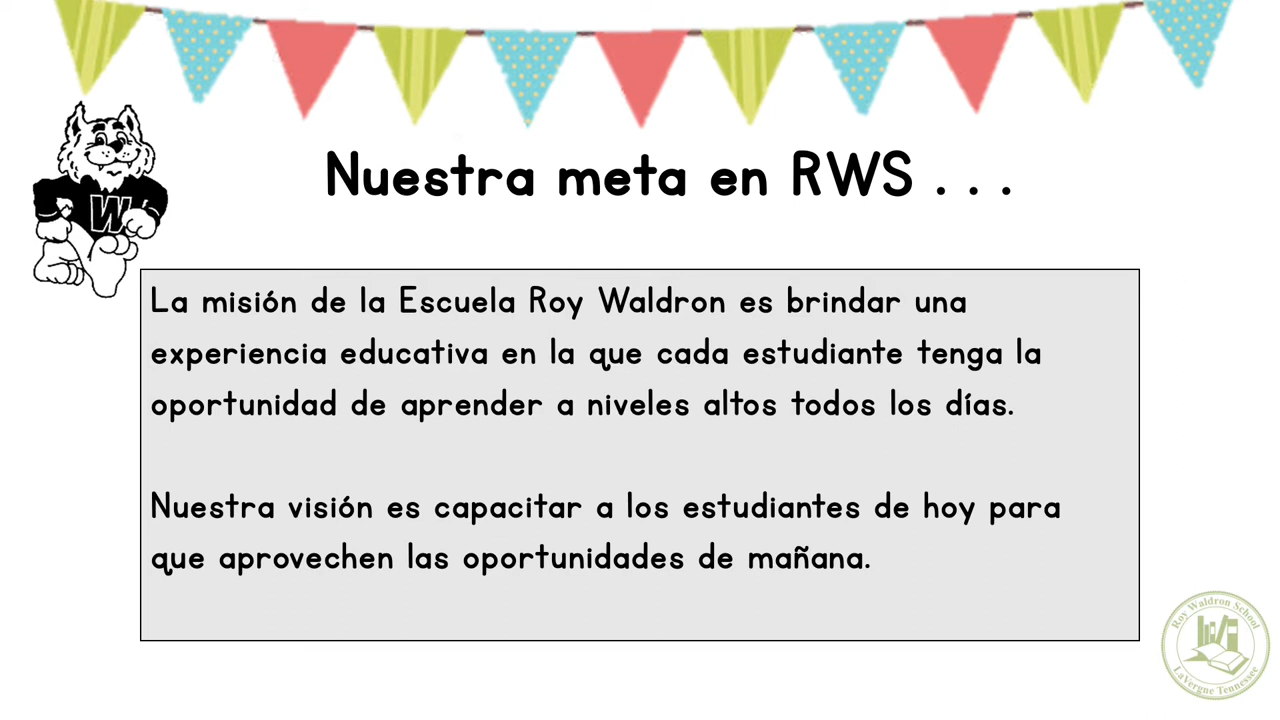 Nuestra meta en RWS . . .
W
La misión de la Escuela Roy Waldron es brindar una
experiencia educativa en la que cada estudiante tenga la
oportunidad de aprender a niveles altos todos los días.
Nuestra visión es capacitar a los estudiantes de hoy para
que aprovechen las oportunidades de mañana.
Roy Waldron School
LaVergne Tennessee